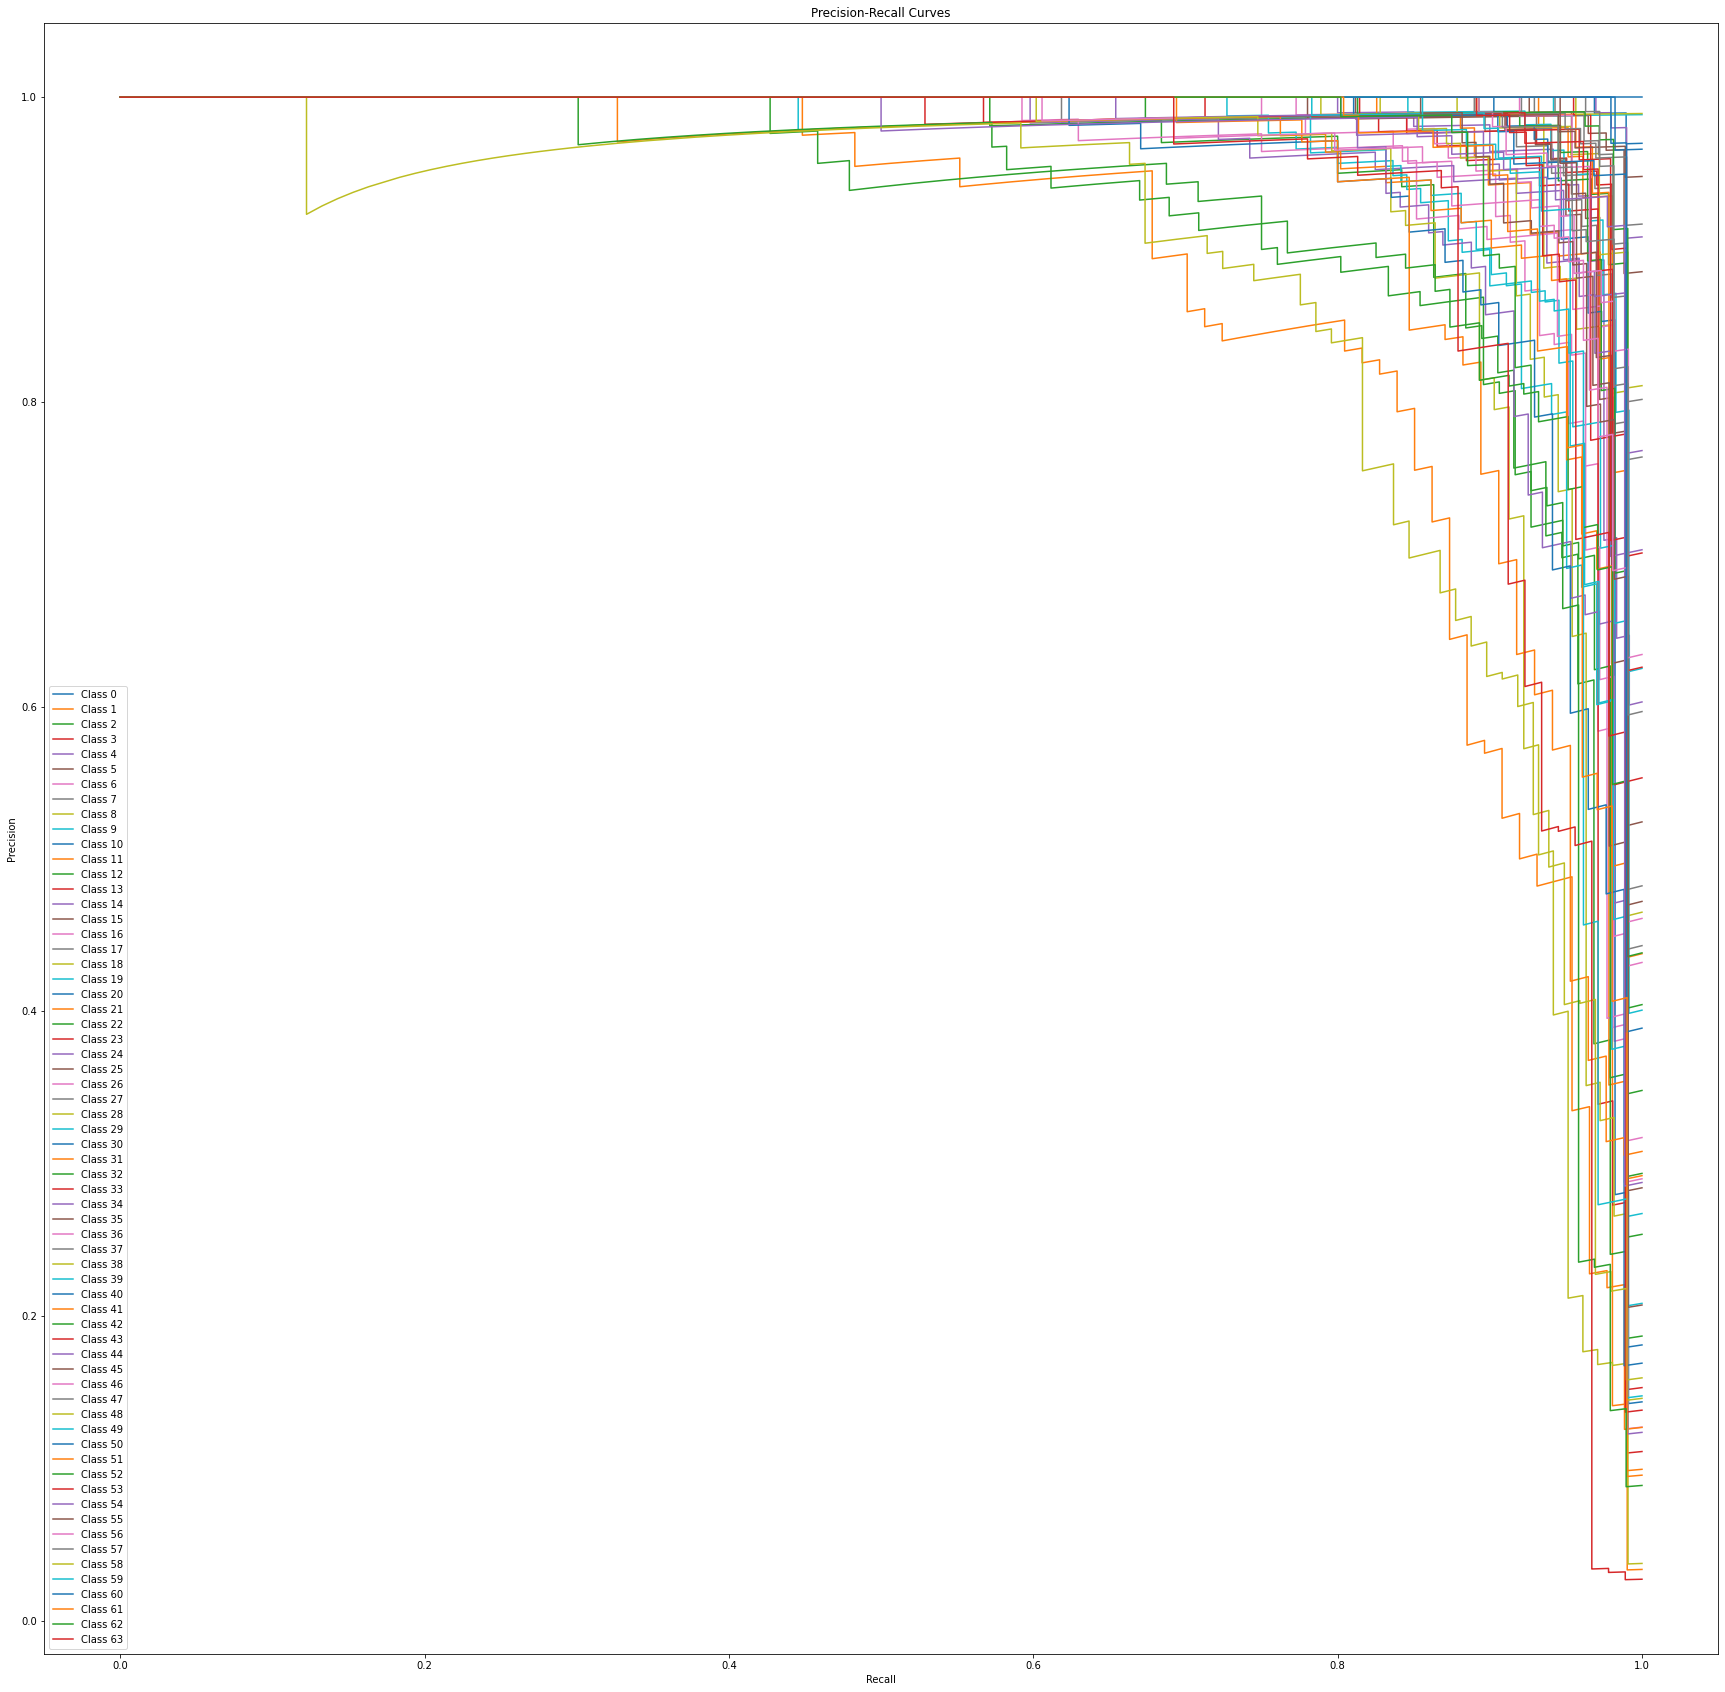 Precision-Recall Curves
1.0
0.8
0.6
0.4
0.2
0.0
Precision
Class 0
Class 1
Class 2
Class 3
Class 4
Class 5
Class 6
Class 7
Class 8
Class 9
Class 10
Class 11
Class 12
Class 13
Class 14
Class 15
Class 16
Class 17
Class 18
Class 19
Class 20
Class 21
Class 22
Class 23
Class 24
Class 25
Class 26
Class 27
Class 28
Class 29
Class 30
Class 31
Class 32
Class 33
Class 34
Class 35
Class 36
Class 37
Class 38
Class 39
Class 40
Class 41
Class 42
Class 43
Class 44
Class 45
Class 46
Class 47
Class 48
Class 49
Class 50
Class 51
Class 52
Class 53
Class 54
Class 55
Class 56
Class 57
Class 58
Class 59
Class 60
Class 61
Class 62
Class 63
0.0 0.2 0.4 0.6 0.8 1.0
Recall